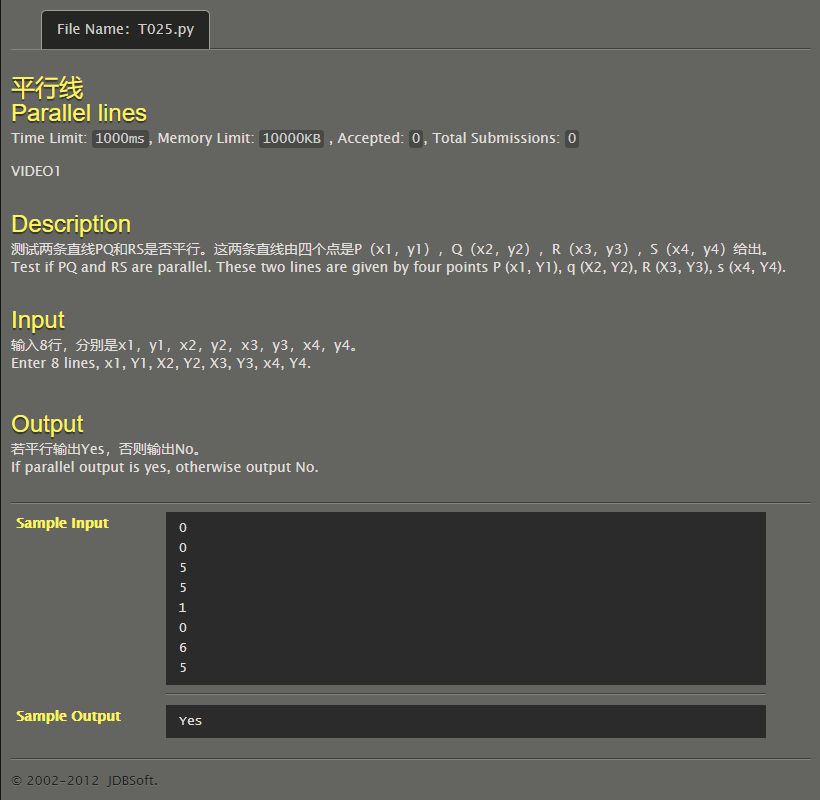 File Name: T025.py
平行线
Parallel lines
Time Limit: 1000ms, Memory Limit: 10000KB , Accepted: 0, Total Submissions: 0
VIDEO1
Description
测试两条直线PQ和RS是否平行。这两条直线由四个点是P（x1，y1），Q（x2，y2），R（x3，y3），S（x4，y4）给出。
Test if PQ and RS are parallel. These two lines are given by four points P (x1, Y1), q (X2, Y2), R (X3, Y3), s (x4, Y4).
Input
输入8行，分别是x1，y1，x2，y2，x3，y3，x4，y4。
Enter 8 lines, x1, Y1, X2, Y2, X3, Y3, x4, Y4.
Output
若平行输出Yes，否则输出No。
If parallel output is yes, otherwise output No.
Sample Input
0
0
5
5
1
0
6
5
Sample Output
Yes
© 2002-2012 JDBSoft.